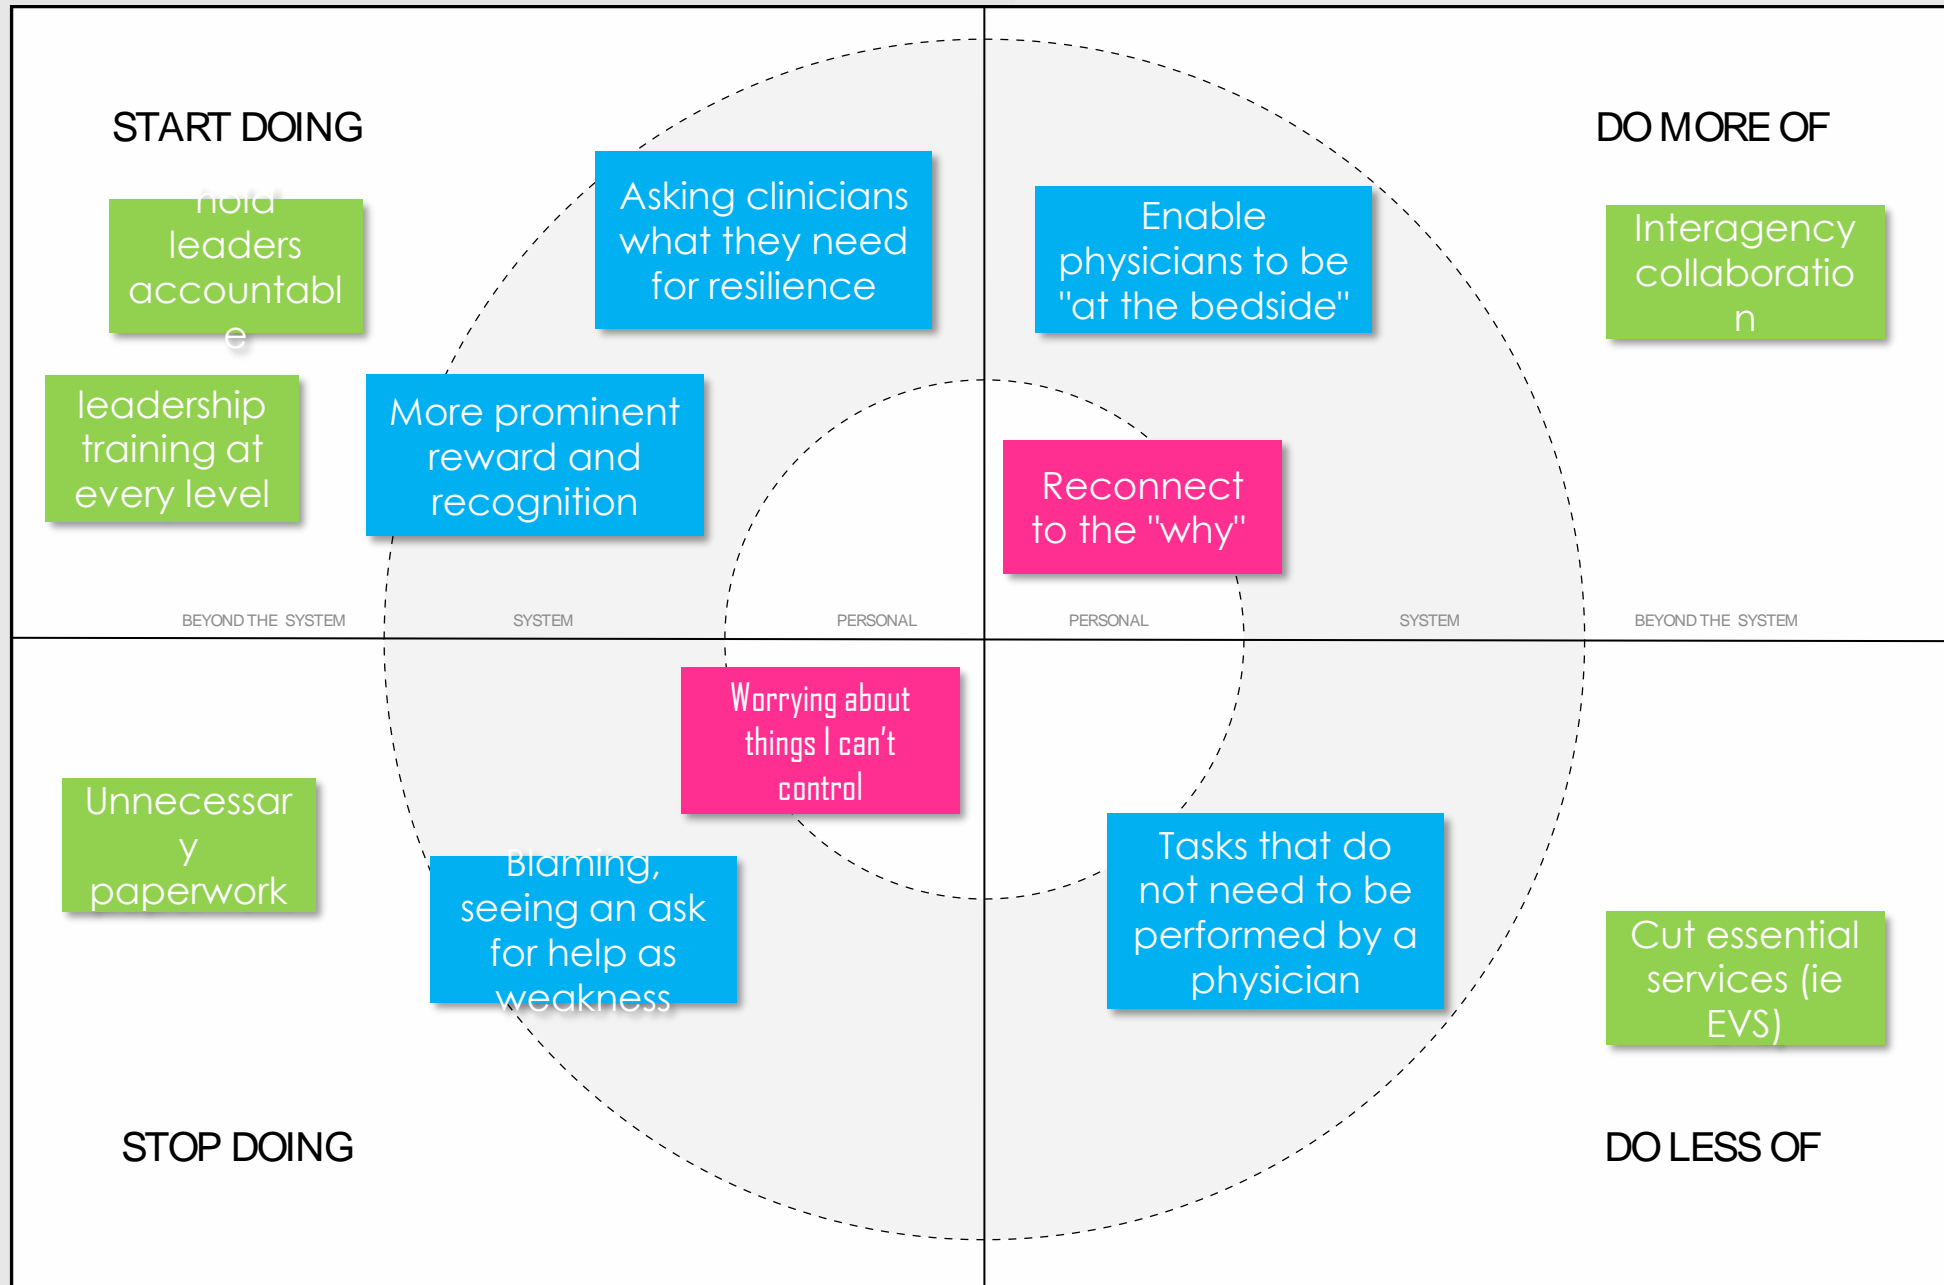 START DOING
hold
leaders
accountabl
e
leadership
training at
every level
Asking clinicians
what they need
for resilience
More prominent
reward and
recognition
DO MORE OF
Enable
physicians to be
"at the bedside"
Interagency
collaboratio
n
Reconnect
to the "why"
BEYOND THE SYSTEM
SYSTEM
PERSONAL
PERSONAL
SYSTEM
BEYOND THE SYSTEM
Worrying about
things I can't
control
Unnecessar
y
paperwork
Blaming,
seeing an ask
for help as
weakness
STOP DOING
Tasks that do
not need to be
performed by a
physician
Cut essential
services (ie
EVS)
DO LESS OF